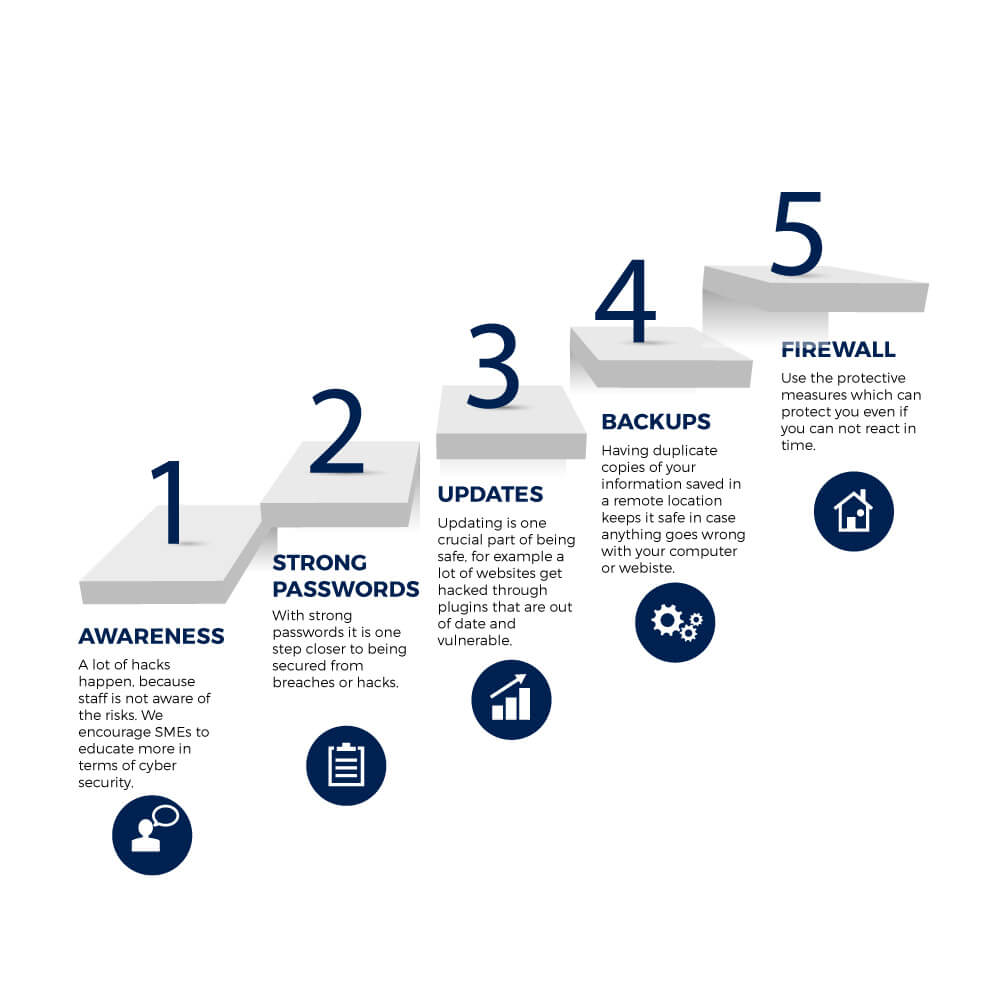 1
AWARENESS
A lot of hacks
happen, because
staff is not aware of
the risks. We
encourage SMEs to
educate more in
terms of cyber
security.
2
STRONG
PASSWORDS
With strong
passwords it is one
step closer to being
secured from
breaches or hacks.
3
UPDATES
Updating is one
crucial part of being
safe, for example a
lot of websites get
hacked through
plugins that are out
of date and
vulnerable.
4
BACKUPS
Having duplicate
copies of your
information saved in
a remote location
keeps it safe in case
anything goes wrong
with your computer
or webiste.
5
FIREWALL
Use the protective
measures which can
protect you even if
you can not react in
time.